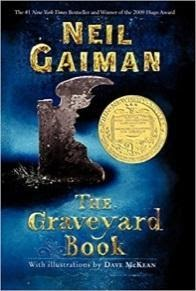 The #1 New York Times Bestseller and Winner of the 2009 Hugo Award
NEIL
GAIMAN
THE
Graveyard
Book
With illustrations by DAVE MCKEAN